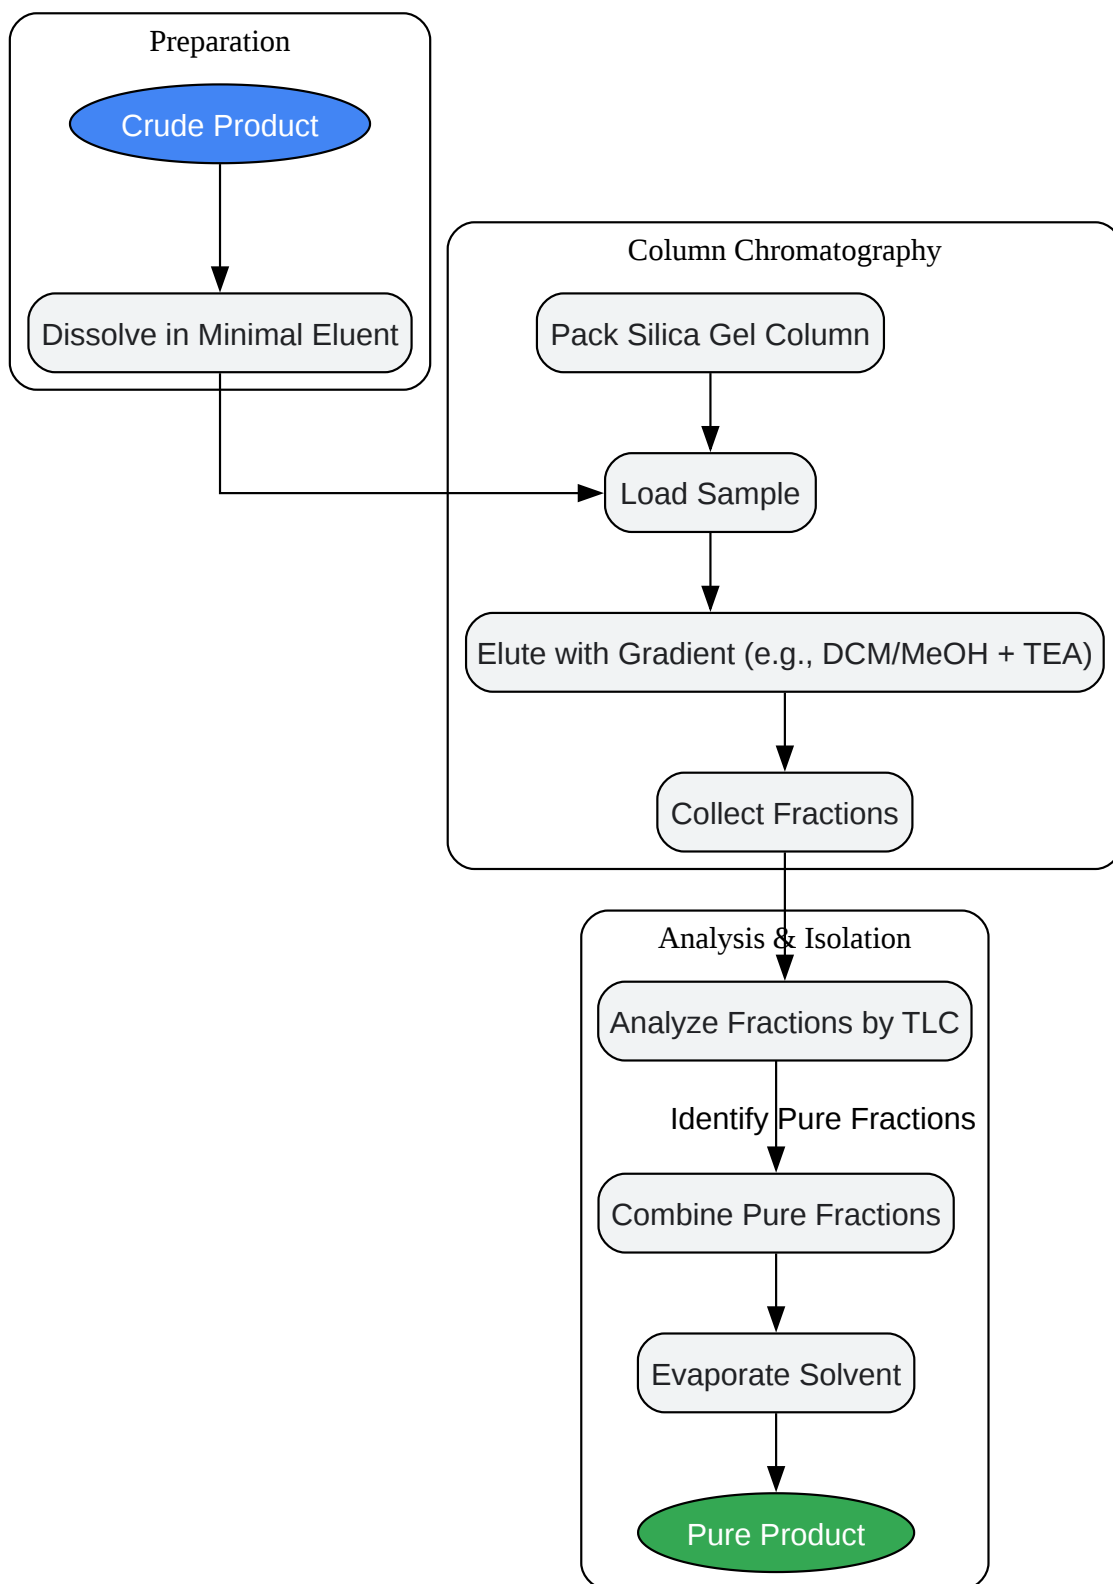 Preparation
Crude Product
Dissolve in Minimal Eluent
Column Chromatography
Pack Silica Gel Column
Load Sample
Elute with Gradient (e.g., DCM/MeOH + TEA)
Collect Fractions
Analysis & Isolation
Analyze Fractions by TLC
Identify Pure Fractions
Combine Pure Fractions
Evaporate Solvent
Pure Product